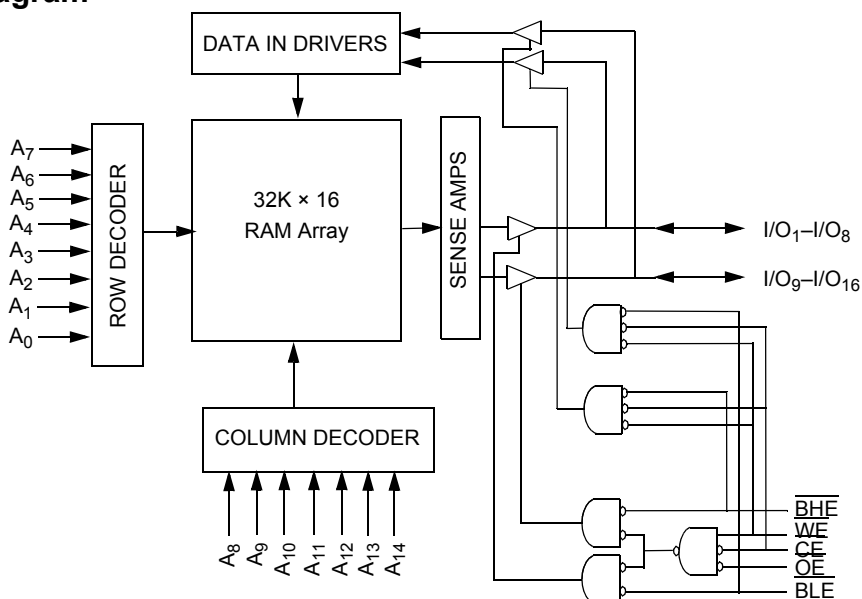 agram
DATA IN DRIVERS
A7
A6
A5
A4
A3
A2
A1
A0
ROW DECODER
32K × 16
RAM Array
SENSE AMPS
I/O1–I/O8
I/O9–I/O16
COLUMN DECODER
A8
A9
A10
A11
A12
A13
A14
BHE
WE
CE
OE
BLE